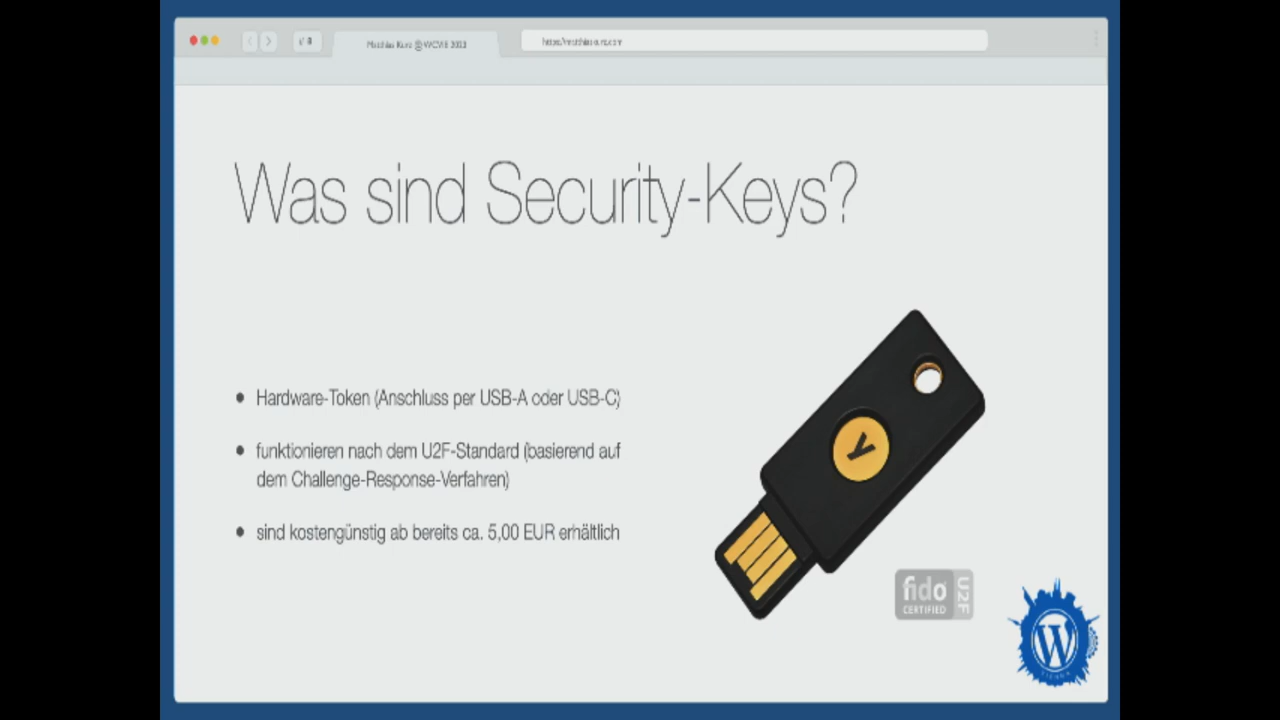 Was sind Security-Keys?
Hardware-Token (Anschluss per USB-A oder USB-C)
funktionieren nach dem U2F-Standard (basierend auf
dem Challenge-Response-Verfahren)
sind kostengünstig ab bereits ca. 5,00 EUR erhältlich
fido
CERTIFIED
U2F